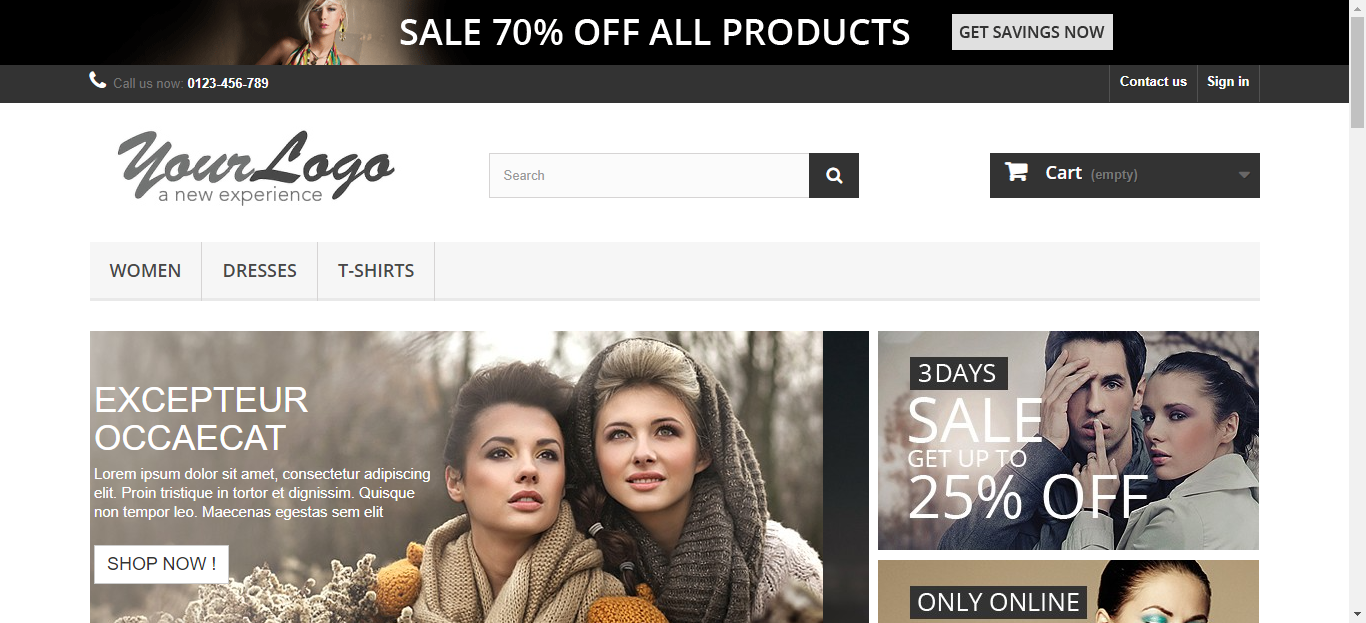 SALE 70% OFF ALL PRODUCTS
GET SAVINGS NOW
Call us now: 0123-456-789
Contact us
Sign in
YourLogo
a new experience
Search
Cart (empty)
WOMEN
DRESSES
T-SHIRTS
EXCEPTEUR
OCCAECAT
Lorem ipsum dolor sit amet, consectetur adipiscing
elit. Proin tristique in tortor et dignissim. Quisque
non tempor leo. Maecenas egestas sem elit
SHOP NOW !
3 DAYS
SALE
GET UP TO
25% OFF
ONLY ONLINE